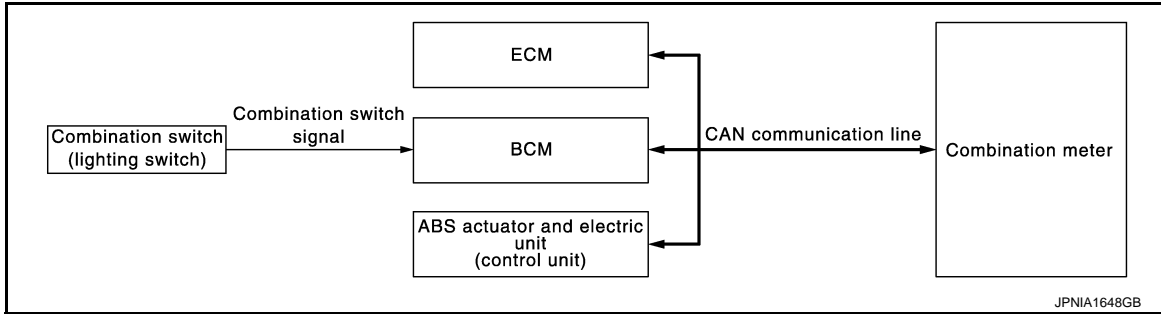 ECM
Combination switch
signal
Combination switch
(lighting switch)
BCM
CAN communication line
Combination meter
ABS actuator and electric
unit
(control unit)
JPNIA1648GB